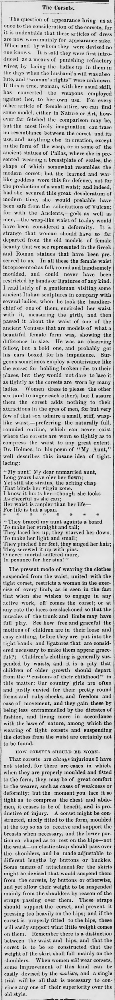 The Corsets.
The question of appearance bring us at
once to the consideration of the corsets, for
it is undeniable that these articles of dress
are now worn mainly for appearance sake.
When and by whom they were devised no
one knows. It is said they were first intro-
duced as a means of punishing refractory
wives, by lacing the ladies up in them in
the days when the husband's will was abso-
lute, and "woman's rights" were unknown.
If this is true, woman, with her usual skill,
has converted the weapons employed
against her, to her own use. For every
other article of female attire, we can find
some model, either in Nature or Art, how-
ever far fetched the comparison may be,
but the most lively imagination can trace
no resemblance between the corset and its
use, and anything else in creation, except
in the form of the wasp, or in some of the
ancient statues of Pallas, where she is pre-
sented wearing a breastplate of scales, the
shape of which somewhat resembles the
modern corset; but the learned and war-
like goddess wore this for defence, not for
the production of a small waist; and indeed,
had she secured this great desideratum of
modern time, she would probable have
been safe from the solicitations of Vulcan;
for with the Ancients,—gods as well as
men,—the wasp-like waist of to-day would
have been considered a deformity. It is
strange that woman should have so far
departed from the old models of female
beauty that we see represented in the Greek
and Roman statues that have been pre-
served to us. In all these the female waist
is represented as full, round and handsomely
moulded, and could never have been
restricted by bands or ligatures of any kind.
I read lately of a gentleman visiting some
ancient Italian sculptures in company with
several ladies, when he took the handker-
chief of one of them, encircled her waist
with it, measuring the girth, and then
passed it about the waist of one of the
ancient Venuses that are models of what a
beautiful female form was, showing the
difference in size. He was an observing
fellow, but a bold one, and probably got
his ears boxed for his impudence. Sur-
geons sometimos employ a contrivance like
the corset for holding broken ribs to their
places, but they would not dare to lace it
as tightly as the corsets are worn by many
ladies. Women dress to please the other
sex (and to anger each other), but I assure
them the corset adds nothing to their
attractions in the eyes of men, for but very
few of that sex admire a small, stiff, wasp-
like waist,—preferring the naturally full,
rounded outline, which can never exist
where the corsets are worn so tightly as to
compress the waist to any great extent.
Dr. Holmes, in his poem of "My Aunt,"
well describes this insane idea of tight-
lacing:
"My aunt! My dear unmarried aunt,
Long years have o'er her flown;
Yet still she strains, the aching clasp
That binds her virgin zone.
I know it hurts her—though she looks
As cheerful as she can;
Her waist is ampler than her life—
For life is but a span.
* * * * * * *
"They braced my aunt againts a board
To make her straight and tall;
They laced her up, they starved her down,
To make her light and small;
They pinched her feet, they singed her hair;
They screwed it up with pins.
O never mortal suffered more,
In penance for her sins!"
The present mode of wearing the clothes
suspended from the waist, united with the
tight corset, restricts a woman in the exer-
cise of every limb, as is seen in the fact
that when she wishes to engage in any
active work, off comes the corset; or at
any rate the laces are slackened so that the
muscles of the trunk and limbs may have
full play. See how free and graceful the
motions of children are in their loose and
easy clothing, before they are put into the
tight bands and ligatures that are consid-
ered necessary to make them appear grace-
ful(?) Children's clothing is generally sus-
pended by waists, and it is a pity that
children of older growth should depart
from the "customs of their childhood" in
this matter: Our country girls are often
and justly envied for their pretty round
forms and ruby cheeks, and freedom and
ease of movement, and they gain these by
being less entrammelled by the dictates of
fashion, and living more in accordance
with the laws of nature, among which the
wearing of tight corsets and suspending
the clothes from the waist are certainly not
to be found.
HOW CORSETS SHOULD BE WORN.
That corsets are always injurious I have
not stated, for there are cases in which,
when they are properly moulded and fitted
to the form, they may be of great comfort
to the wearer, such as cases of weakness or
deformity; but the moment you lace it so
tight as to compress the chest and abdo-
men, it ceases to be of benefit, and is pro-
ductive of injury. A corset might be con-
structed, nicely fitted to the form, moulded
at the top so as to receive and support the
breasts when necessary, and the lower por-
tion so shaped as to rest on the hips—not
the waist—an elastic strap should pass over
the shoulders, and be made adjustable to
different lengths by buttons or buckles.
Some means of attachment for the skirts
might be devised that would suspend them
from the corsets, by buttons or otherwise,
and yet allow their weight to be suspended
mainly from the shoulders by reason of the
straps passing over them. These straps
should support the corset, and prevent it
pressing too heavily on the hips; and if the
corset is properly fitted to the hips, these
will easily support what little weight comes
on them. Remember there is a distinction
between the waist and hips, and that the
corset is to be so constructed that the
weight of the skirt shall fall mainly on the
shoulders. When women will wear corsets,
some improvement of this kind can be
easily devised by the modiste, and a single
trial will be all that is necessary to con-
vince any one of their superiority over the
old style.